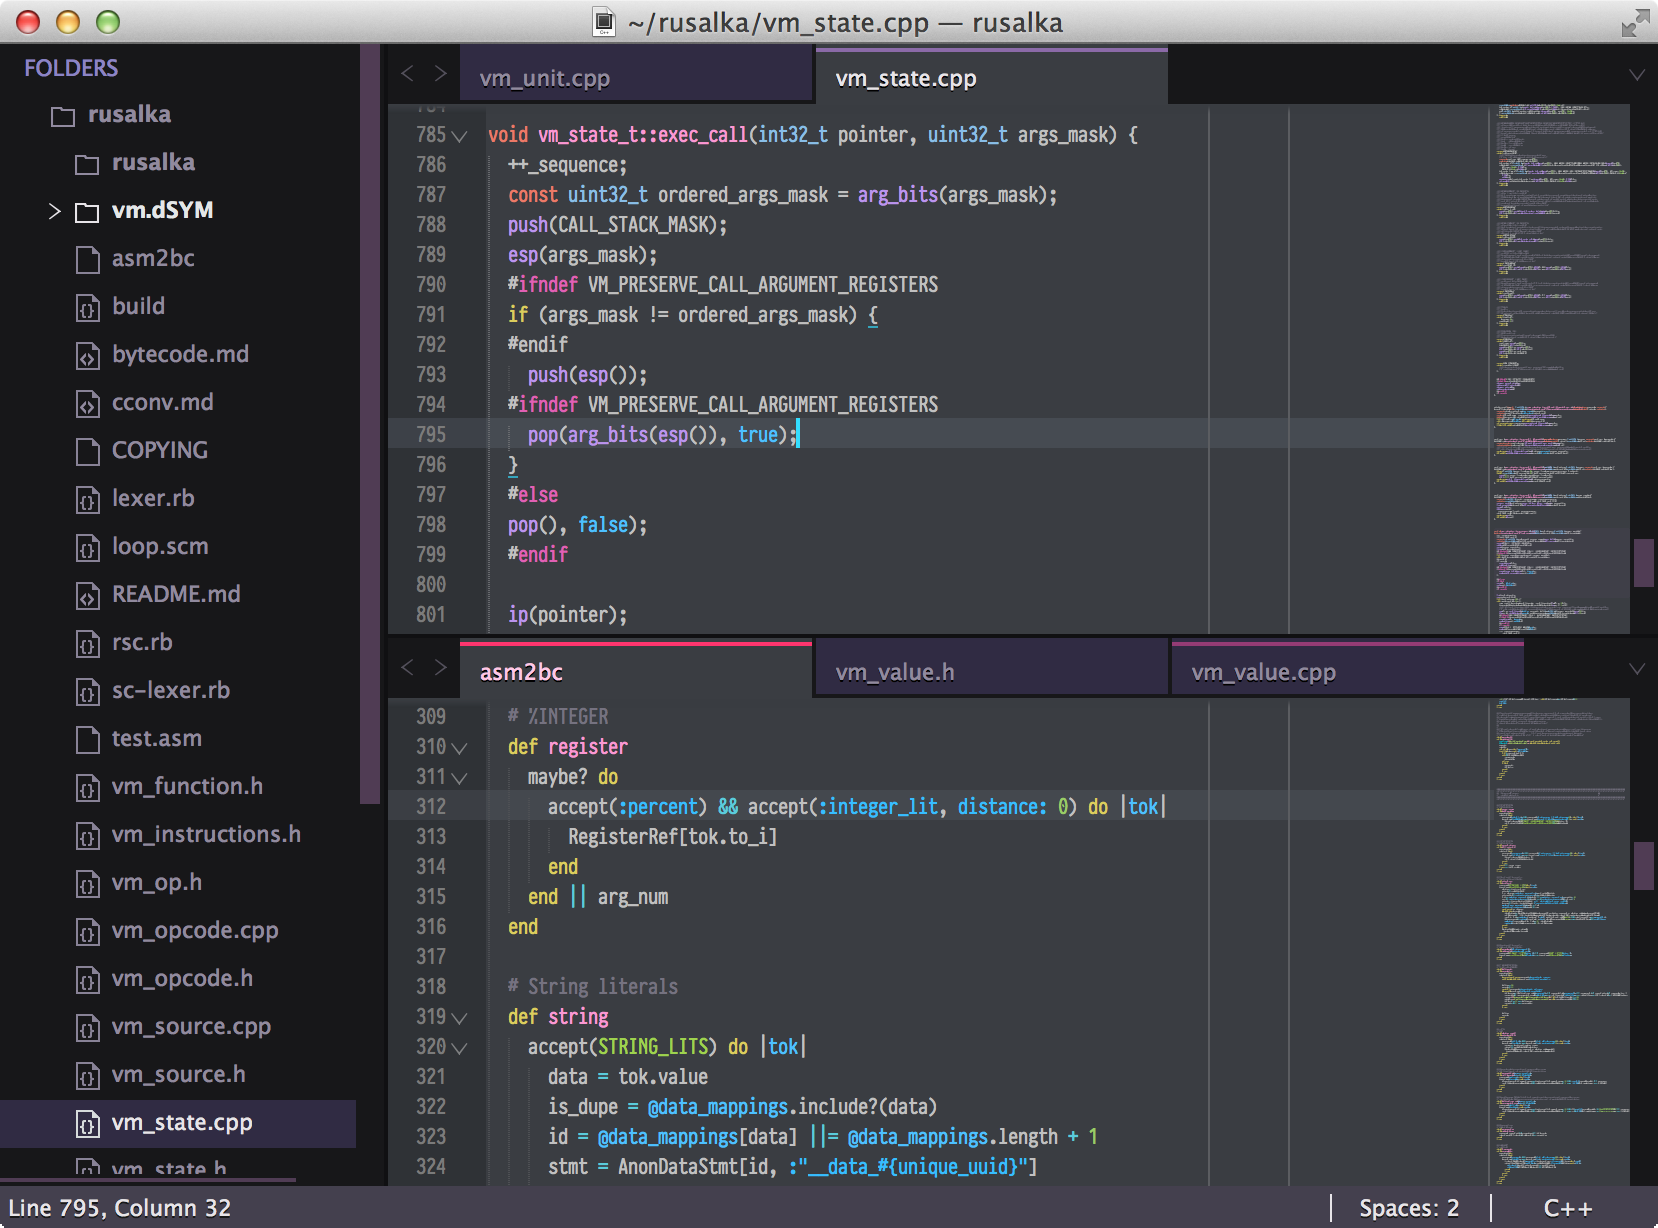 ~/rusalka/vm_state.cpp — rusalka
FOLDERS
rusalka
rusalka
vm.dSYM
asm2bc
build
bytecode.md
cconv.md
COPYING
lexer.rb
loop.scm
README.md
rsc.rb
sc-lexer.rb
test.asm
vm_function.h
vm_instructions.h
vm_op.h
vm_opcode.cpp
vm_opcode.h
vm_source.cpp
vm_source.h
vm_state.cpp
vm_state.h
vm_unit.cpp
vm_state.cpp
784
785 void vm_state_t::exec_call(int32_t pointer, uint32_t args_mask) {
786 ++_sequence;
787 const uint32_t ordered_args_mask = arg_bits(args_mask);
788 push(CALL_STACK_MASK);
789 esp(args_mask);
790 #ifndef VM_PRESERVE_CALL_ARGUMENT_REGISTERS
791 if (args_mask != ordered_args_mask) {
792 #endif
793 push(esp());
794 #ifndef VM_PRESERVE_CALL_ARGUMENT_REGISTERS
795 pop(arg_bits(esp()), true);
796 }
797 #else
798 pop(), false);
799 #endif
800
801 ip(pointer);
asm2bc
vm_value.h
vm_value.cpp
309 # %INTEGER
310 def register
311 maybe? do
312 accept(:percent) && accept(:integer_lit, distance: 0) do |tok|
313 RegisterRef[tok.to_i]
314 end
315 end || arg_num
316 end
317
318 # String literals
319 def string
320 accept(STRING_LITS) do |tok|
321 data = tok.value
322 is_dupe = @data_mappings.include?(data)
323 id = @data_mappings[data] ||= @data_mappings.length + 1
324 stmt = AnonDataStmt[id, :"__data_#{unique_uuid}"]
Line 795, Column 32
Spaces: 2
C++